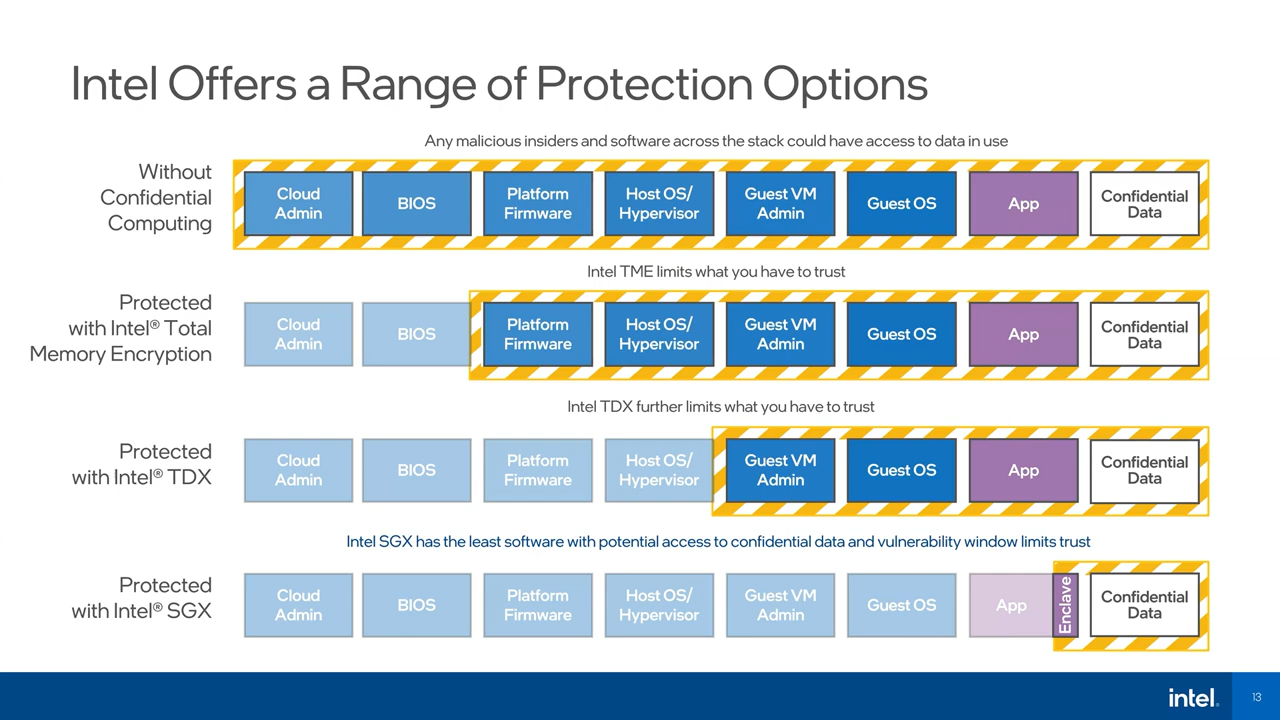 Intel Offers a Range of Protection Options
Any malicious insiders and software across the stack could have access to data in use
Without
Confidential
Computing
Cloud
Admin
BIOS
Platform
Firmware
Host OS/
Hypervisor
Guest VM
Admin
Guest OS
App
Confidential
Data
Intel TME limits what you have to trust
Protected
with Intel® Total
Memory Encryption
Cloud
Admin
BIOS
Platform
Firmware
Host OS/
Hypervisor
Guest VM
Admin
Guest OS
App
Confidential
Data
Intel TDX further limits what you have to trust
Protected
with Intel® TDX
Cloud
Admin
BIOS
Platform
Firmware
Host OS/
Hypervisor
Guest VM
Admin
Guest OS
App
Confidential
Data
Intel SGX has the least software with potential access to confidential data and vulnerability window limits trust
Protected
with Intel® SGX
Cloud
Admin
BIOS
Platform
Firmware
Host OS/
Hypervisor
Guest VM
Admin
Guest OS
App
Enclave
Confidential
Data
intel.
13